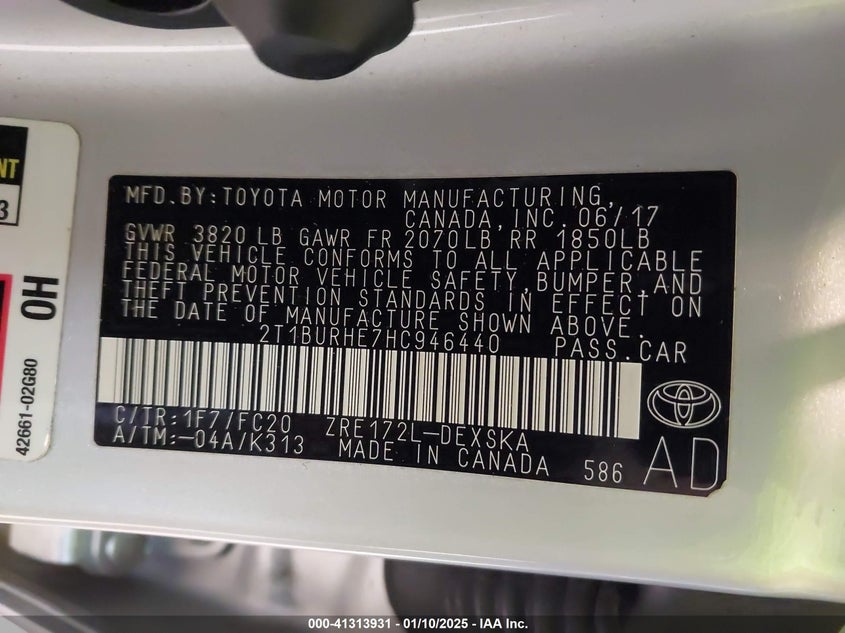 NT
3
OH
42661-02G80
MFD.BY:TOYOTA MOTOR MANUFACTURING,
CANADA,INC.06/17
GVWR 3820 LB GAWR FR 2070LB RR 1850LB
THIS VEHICLE CONFORMS TO ALL APPLICABLE
FEDERAL MOTOR VEHICLE SAFETY,BUMPER,AND
THEFT PREVENTION STANDARDS IN EFFECT ON
THE DATE OF MANUFACTURE SHOWN ABOVE.
2T1BURHE7HC946440 PASS.CAR
C/TR:1F7/FC20 ZRE172L-DEXSKA
A/TM:-04A/K313 MADE IN CANADA 586 AD
000-41313931 - 01/10/2025 - IAA Inc.